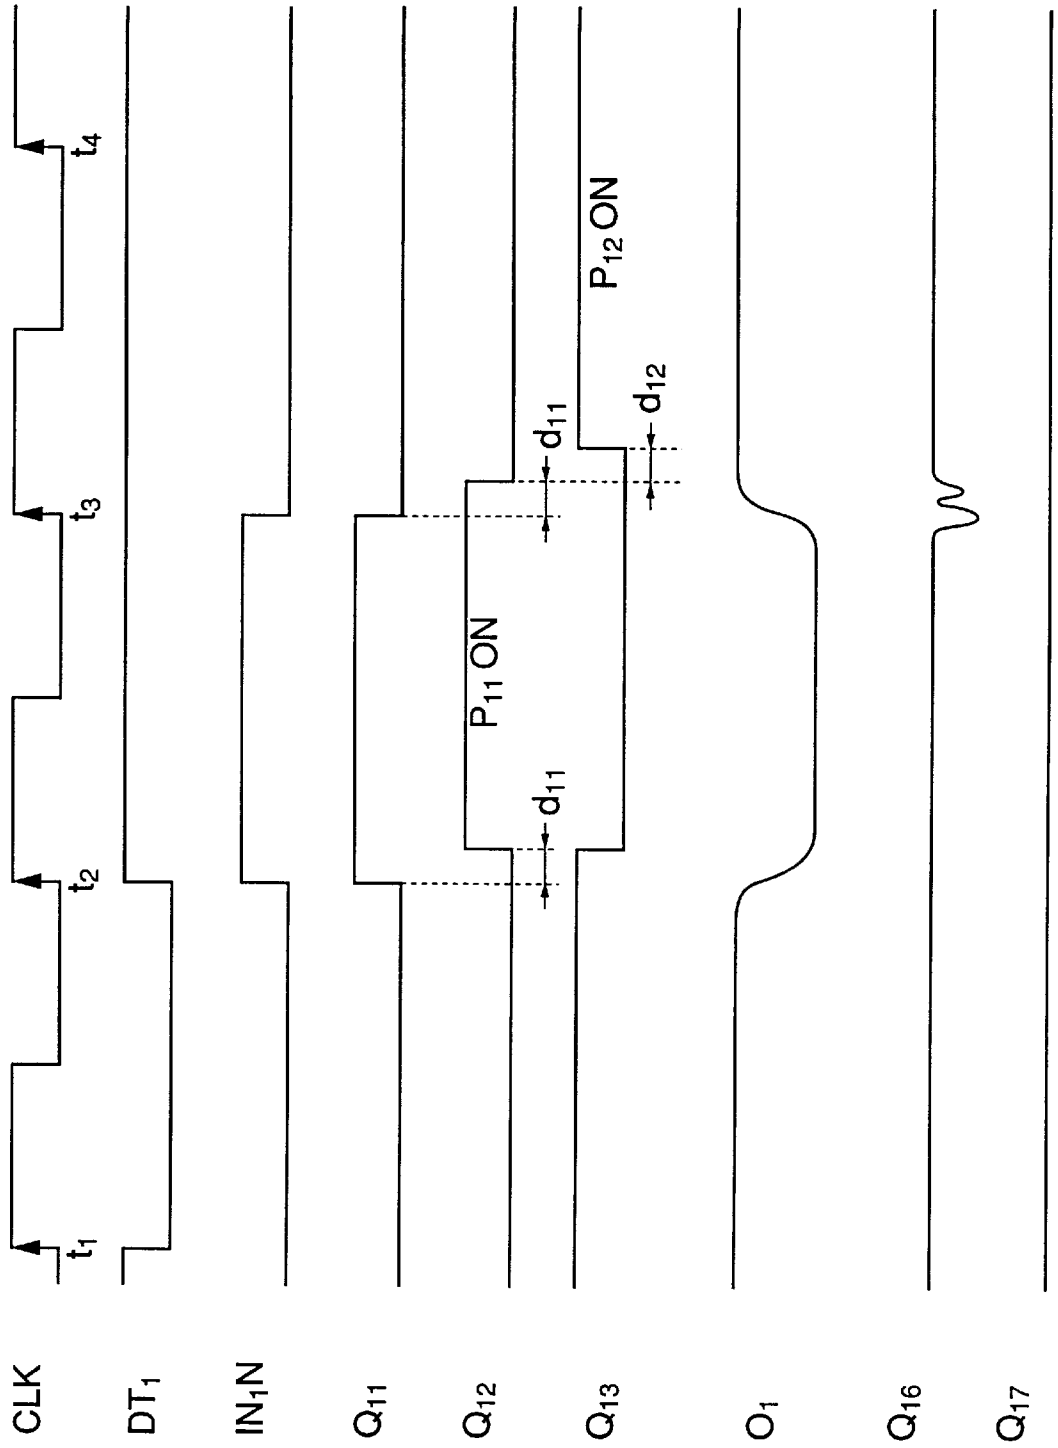 CLK
t₁
t₂
t₃
t₄
DT₁
IN₁N
Q₁₁
Q₁₂
P₁₁ ON
d₁₁
d₁₁
Q₁₃
P₁₂ ON
d₁₂
O₁
Q₁₆
Q₁₇